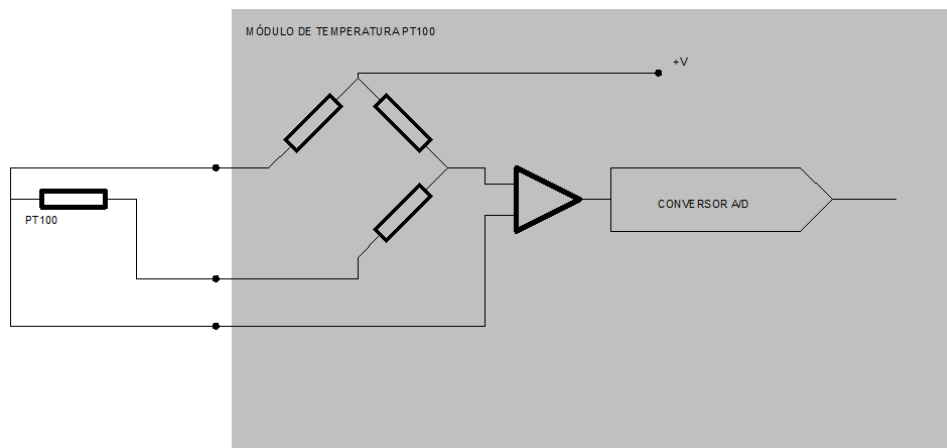 MÓDULO DE TEMPERATURA PT100
+V
CONVERSOR A/D
PT100